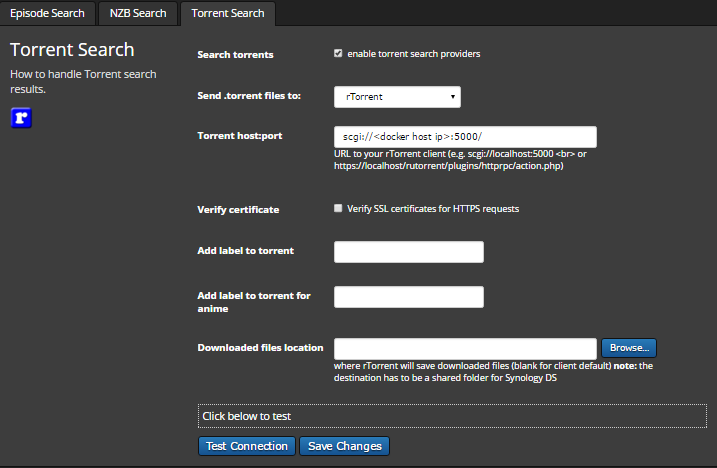 Episode Search
NZB Search
Torrent Search
Torrent Search
How to handle Torrent search
results.
r
Search torrents
enable torrent search providers
Send .torrent files to:
rTorrent
Torrent host:port
scgi://<docker host ip>:5000/
URL to your rTorrent client (e.g. scgi://localhost:5000 <br> or
https://localhost/rutorrent/plugins/httprpc/action.php)
Verify certificate
Verify SSL certificates for HTTPS requests
Add label to torrent
Add label to torrent for
anime
Downloaded files location
Browse...
where rTorrent will save downloaded files (blank for client default) note: the
destination has to be a shared folder for Synology DS
Click below to test
Test Connection
Save Changes